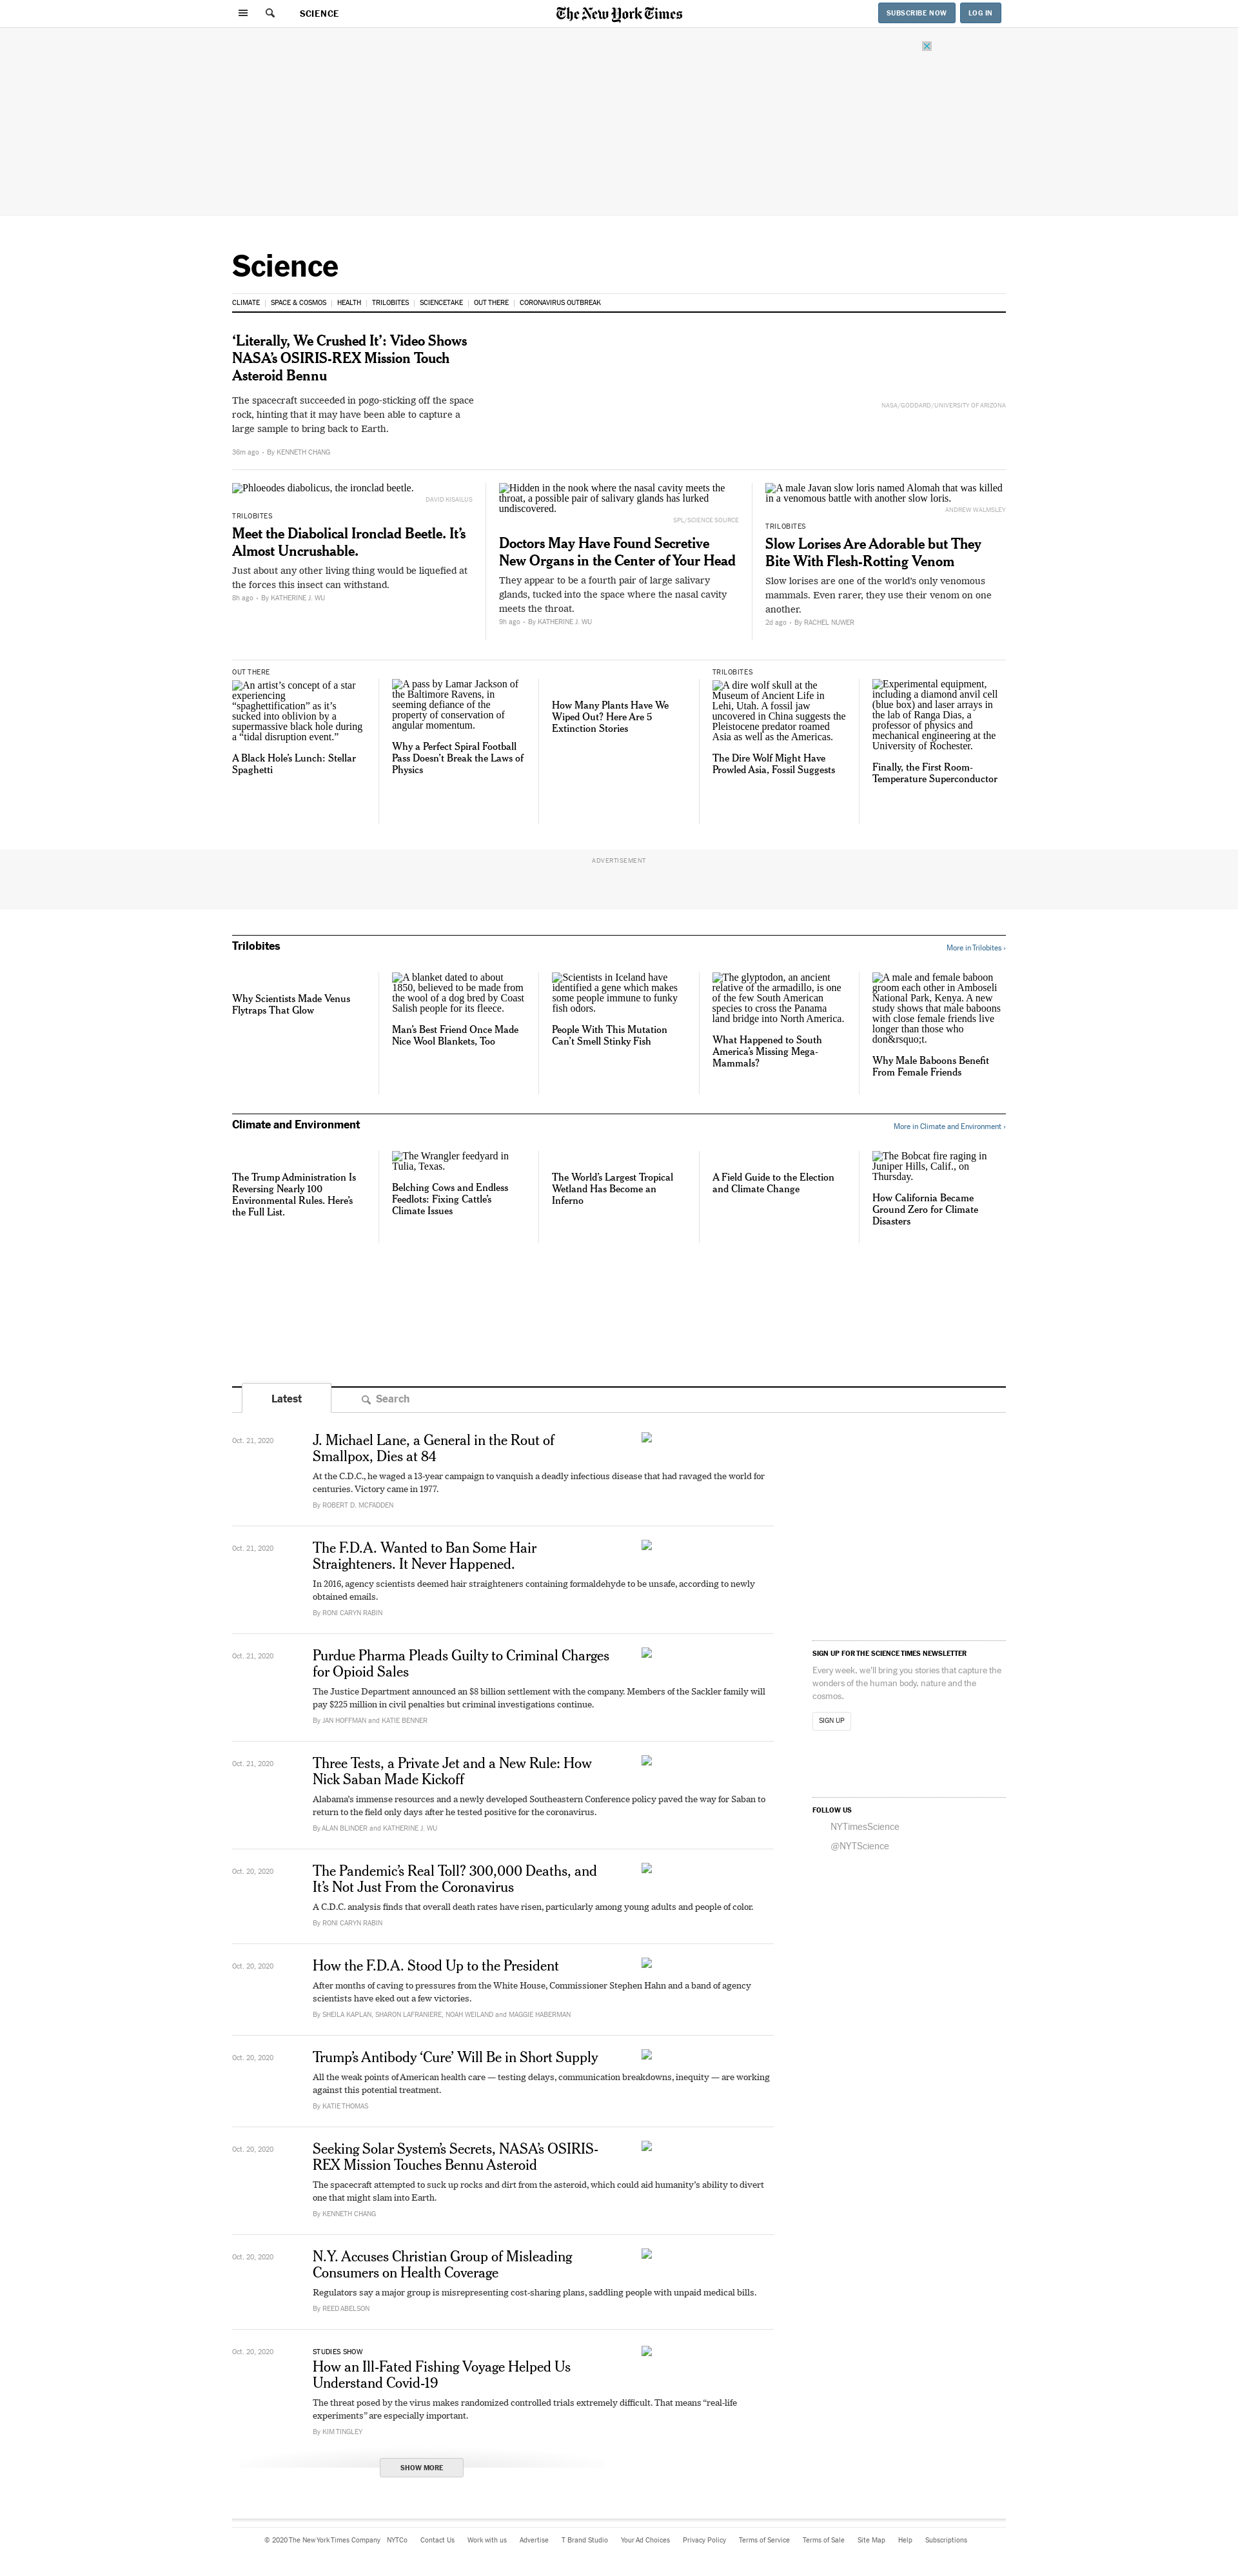 SCIENCE
The New York Times
SUBSCRIBE NOW
LOG IN
Science
CLIMATE
SPACE & COSMOS
HEALTH
TRILOBITES
SCIENCETAKE
OUT THERE
CORONAVIRUS OUTBREAK
‘Literally, We Crushed It’: Video Shows
NASA’s OSIRIS-REX Mission Touch
Asteroid Bennu
The spacecraft succeeded in pogo-sticking off the space
rock, hinting that it may have been able to capture a
large sample to bring back to Earth.
36m ago • By KENNETH CHANG
NASA/GODDARD/UNIVERSITY OF ARIZONA
Phloeodes diabolicus, the ironclad beetle.
DAVID KISAILUS
TRILOBITES
Meet the Diabolical Ironclad Beetle. It’s
Almost Uncrushable.
Just about any other living thing would be liquefied at
the forces this insect can withstand.
8h ago • By KATHERINE J. WU
Hidden in the nook where the nasal cavity meets the
throat, a possible pair of salivary glands has lurked
undiscovered.
SPL/SCIENCE SOURCE
Doctors May Have Found Secretive
New Organs in the Center of Your Head
They appear to be a fourth pair of large salivary
glands, tucked into the space where the nasal cavity
meets the throat.
9h ago • By KATHERINE J. WU
A male Javan slow loris named Alomah that was killed
in a venomous battle with another slow loris.
ANDREW WALMSLEY
TRILOBITES
Slow Lorises Are Adorable but They
Bite With Flesh-Rotting Venom
Slow lorises are one of the world’s only venomous
mammals. Even rarer, they use their venom on one
another.
2d ago • By RACHEL NUWER
OUT THERE
An artist’s concept of a star
experiencing
“spaghettification” as it’s
sucked into oblivion by a
supermassive black hole during
a “tidal disruption event.”
A Black Hole’s Lunch: Stellar
Spaghetti
A pass by Lamar Jackson of
the Baltimore Ravens, in
seeming defiance of the
property of conservation of
angular momentum.
Why a Perfect Spiral Football
Pass Doesn’t Break the Laws of
Physics
How Many Plants Have We
Wiped Out? Here Are 5
Extinction Stories
TRILOBITES
A dire wolf skull at the
Museum of Ancient Life in
Lehi, Utah. A fossil jaw
uncovered in China suggests the
Pleistocene predator roamed
Asia as well as the Americas.
The Dire Wolf Might Have
Prowled Asia, Fossil Suggests
Experimental equipment,
including a diamond anvil cell
(blue box) and laser arrays in
the lab of Ranga Dias, a
professor of physics and
mechanical engineering at the
University of Rochester.
Finally, the First Room-
Temperature Superconductor
ADVERTISEMENT
Trilobites
More in Trilobites ›
Why Scientists Made Venus
Flytraps That Glow
A blanket dated to about
1850, believed to be made from
the wool of a dog bred by Coast
Salish people for its fleece.
Man’s Best Friend Once Made
Nice Wool Blankets, Too
Scientists in Iceland have
identified a gene which makes
some people immune to funky
fish odors.
People With This Mutation
Can’t Smell Stinky Fish
The glyptodon, an ancient
relative of the armadillo, is one
of the few South American
species to cross the Panama
land bridge into North America.
What Happened to South
America’s Missing Mega-
Mammals?
A male and female baboon
groom each other in Amboseli
National Park, Kenya. A new
study shows that male baboons
with close female friends live
longer than those who
don&rsquo;t.
Why Male Baboons Benefit
From Female Friends
Climate and Environment
More in Climate and Environment ›
The Trump Administration Is
Reversing Nearly 100
Environmental Rules. Here’s
the Full List.
The Wrangler feedyard in
Tulia, Texas.
Belching Cows and Endless
Feedlots: Fixing Cattle’s
Climate Issues
The World’s Largest Tropical
Wetland Has Become an
Inferno
A Field Guide to the Election
and Climate Change
The Bobcat fire raging in
Juniper Hills, Calif., on
Thursday.
How California Became
Ground Zero for Climate
Disasters
Latest
Search
Oct. 21, 2020
J. Michael Lane, a General in the Rout of
Smallpox, Dies at 84
At the C.D.C., he waged a 13-year campaign to vanquish a deadly infectious disease that had ravaged the world for
centuries. Victory came in 1977.
By ROBERT D. MCFADDEN
Oct. 21, 2020
The F.D.A. Wanted to Ban Some Hair
Straighteners. It Never Happened.
In 2016, agency scientists deemed hair straighteners containing formaldehyde to be unsafe, according to newly
obtained emails.
By RONI CARYN RABIN
Oct. 21, 2020
Purdue Pharma Pleads Guilty to Criminal Charges
for Opioid Sales
The Justice Department announced an $8 billion settlement with the company. Members of the Sackler family will
pay $225 million in civil penalties but criminal investigations continue.
By JAN HOFFMAN and KATIE BENNER
Oct. 21, 2020
Three Tests, a Private Jet and a New Rule: How
Nick Saban Made Kickoff
Alabama’s immense resources and a newly developed Southeastern Conference policy paved the way for Saban to
return to the field only days after he tested positive for the coronavirus.
By ALAN BLINDER and KATHERINE J. WU
Oct. 20, 2020
The Pandemic’s Real Toll? 300,000 Deaths, and
It’s Not Just From the Coronavirus
A C.D.C. analysis finds that overall death rates have risen, particularly among young adults and people of color.
By RONI CARYN RABIN
Oct. 20, 2020
How the F.D.A. Stood Up to the President
After months of caving to pressures from the White House, Commissioner Stephen Hahn and a band of agency
scientists have eked out a few victories.
By SHEILA KAPLAN, SHARON LAFRANIERE, NOAH WEILAND and MAGGIE HABERMAN
Oct. 20, 2020
Trump’s Antibody ‘Cure’ Will Be in Short Supply
All the weak points of American health care — testing delays, communication breakdowns, inequity — are working
against this potential treatment.
By KATIE THOMAS
Oct. 20, 2020
Seeking Solar System’s Secrets, NASA’s OSIRIS-
REX Mission Touches Bennu Asteroid
The spacecraft attempted to suck up rocks and dirt from the asteroid, which could aid humanity’s ability to divert
one that might slam into Earth.
By KENNETH CHANG
Oct. 20, 2020
N.Y. Accuses Christian Group of Misleading
Consumers on Health Coverage
Regulators say a major group is misrepresenting cost-sharing plans, saddling people with unpaid medical bills.
By REED ABELSON
Oct. 20, 2020
STUDIES SHOW
How an Ill-Fated Fishing Voyage Helped Us
Understand Covid-19
The threat posed by the virus makes randomized controlled trials extremely difficult. That means “real-life
experiments” are especially important.
By KIM TINGLEY
SHOW MORE
SIGN UP FOR THE SCIENCE TIMES NEWSLETTER
Every week, we'll bring you stories that capture the
wonders of the human body, nature and the
cosmos.
SIGN UP
FOLLOW US
NYTimesScience
@NYTScience
© 2020 The New York Times Company
NYTCo
Contact Us
Work with us
Advertise
T Brand Studio
Your Ad Choices
Privacy Policy
Terms of Service
Terms of Sale
Site Map
Help
Subscriptions